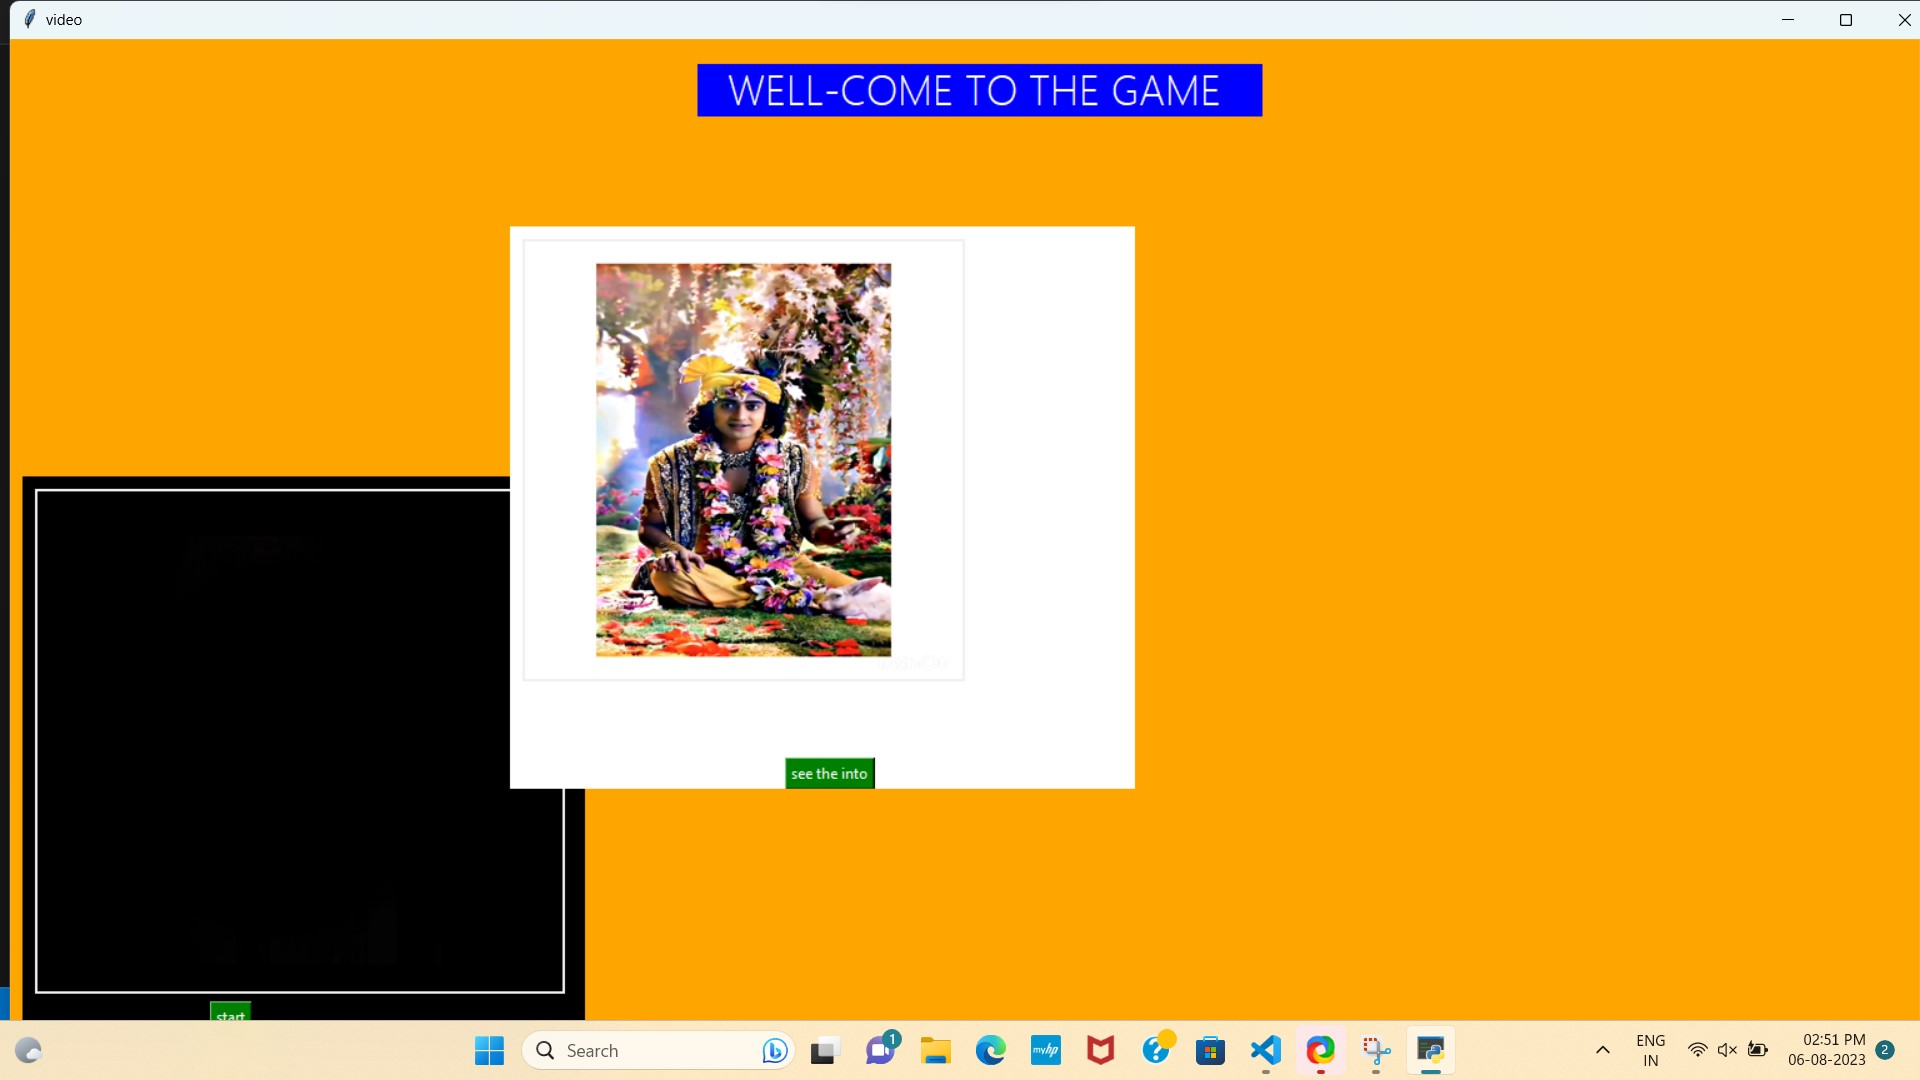 video
WELL-COME TO THE GAME
see the into
start
Search
1
myhp
?
ENG
IN
02:51 PM
06-08-2023
2